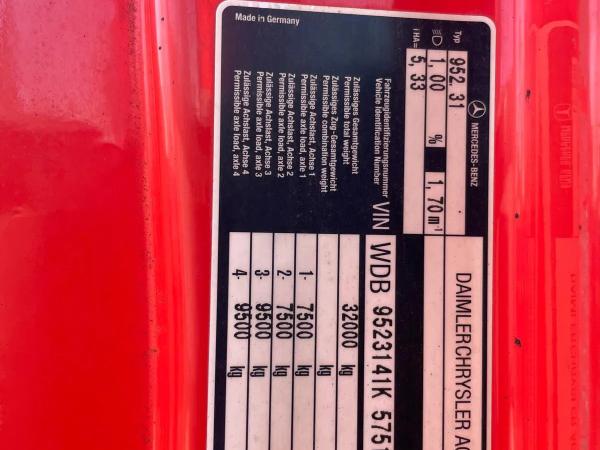 MERCEDES-BENZ
DAIMLERCHRYSLER AG
Typ 952.31
1,00 % 1,70 m-1
i HA= 5,33
Fahrzeugidentifizierungsnummer
Vehicle Identification Number
VIN WDB 9523141K 5751
Zulässiges Gesamtgewicht
Permissible total weight
32000 kg
Zulässiges Zug-Gesamtgewicht
Permissible combination weight
kg
Zulässige Achslast, Achse 1
Permissible axle load, axle 1
1- 7500 kg
Zulässige Achslast, Achse 2
Permissible axle load, axle 2
2- 7500 kg
Zulässige Achslast, Achse 3
Permissible axle load, axle 3
3- 9500 kg
Zulässige Achslast, Achse 4
Permissible axle load, axle 4
4- 9500 kg
Made in Germany